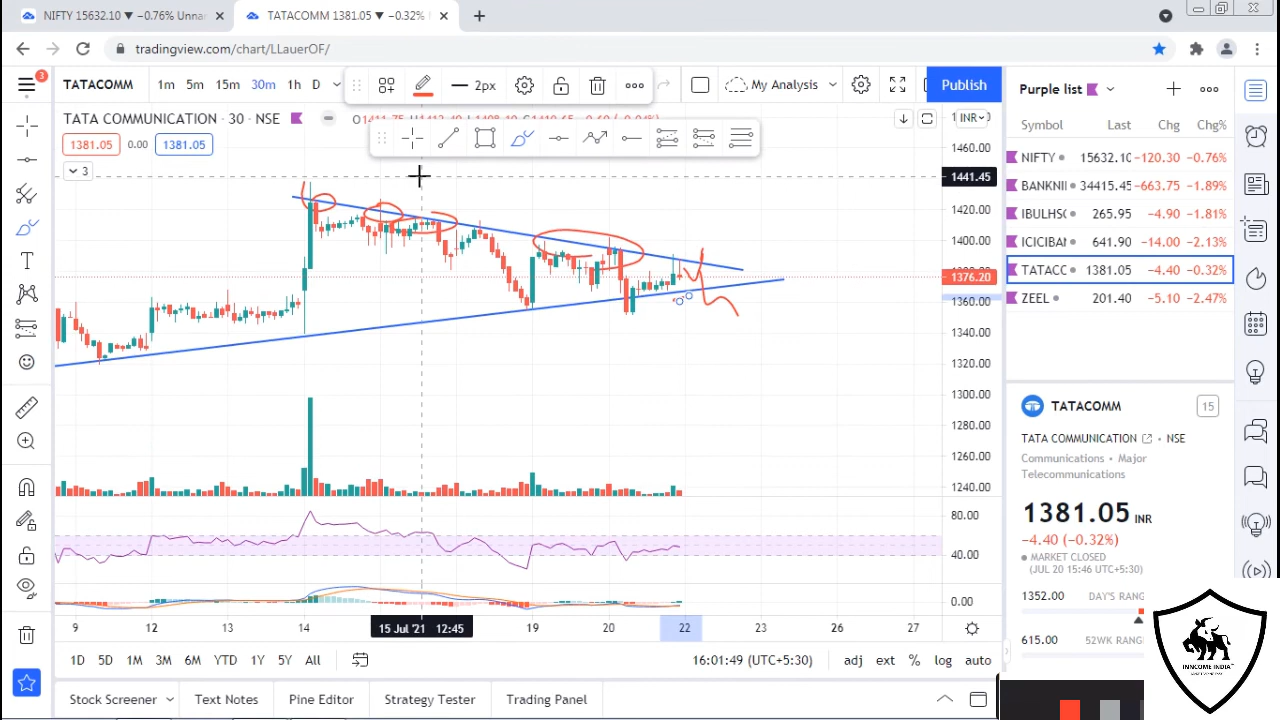 NIFTY 15632.10 ▼ −0.76% Unna
TATACOMM 1381.05 ▼ −0.32%
tradingview.com/chart/LLauerOF/
3
TATACOMM
1m 5m 15m 30m 1h D
2px
My Analysis
Publish
TATA COMMUNICATION · 30 · NSE
INR
1381.05 0.00 1381.05
3
1460.00
1441.45
1420.00
1400.00
1376.20
1360.00
1340.00
1320.00
1300.00
1280.00
1260.00
1240.00
80.00
40.00
0.00
9 12 13 14 15 Jul '21 12:45 19 20 22 23 26 27
1D 5D 1M 3M 6M YTD 1Y 5Y All
16:01:49 (UTC+5:30)
adj ext % log auto
Stock Screener Text Notes Pine Editor Strategy Tester Trading Panel
Purple list
Symbol Last Chg Chg%
NIFTY 15632.10 −120.30 −0.76%
BANKNI 34415.45 −663.75 −1.89%
IBULHS 265.95 −4.90 −1.81%
ICICIBA 641.90 −14.00 −2.13%
TATACC 1381.05 −4.40 −0.32%
ZEEL 201.40 −5.10 −2.47%
TATACOMM
15
TATA COMMUNICATION · NSE
Communications • Major
Telecommunications
1381.05 INR
−4.40 (−0.32%)
MARKET CLOSED
(JUL 20 15:46 UTC+5:30)
1352.00 DAY'S RANG
615.00 52WK RANG
INNCOME INDIA